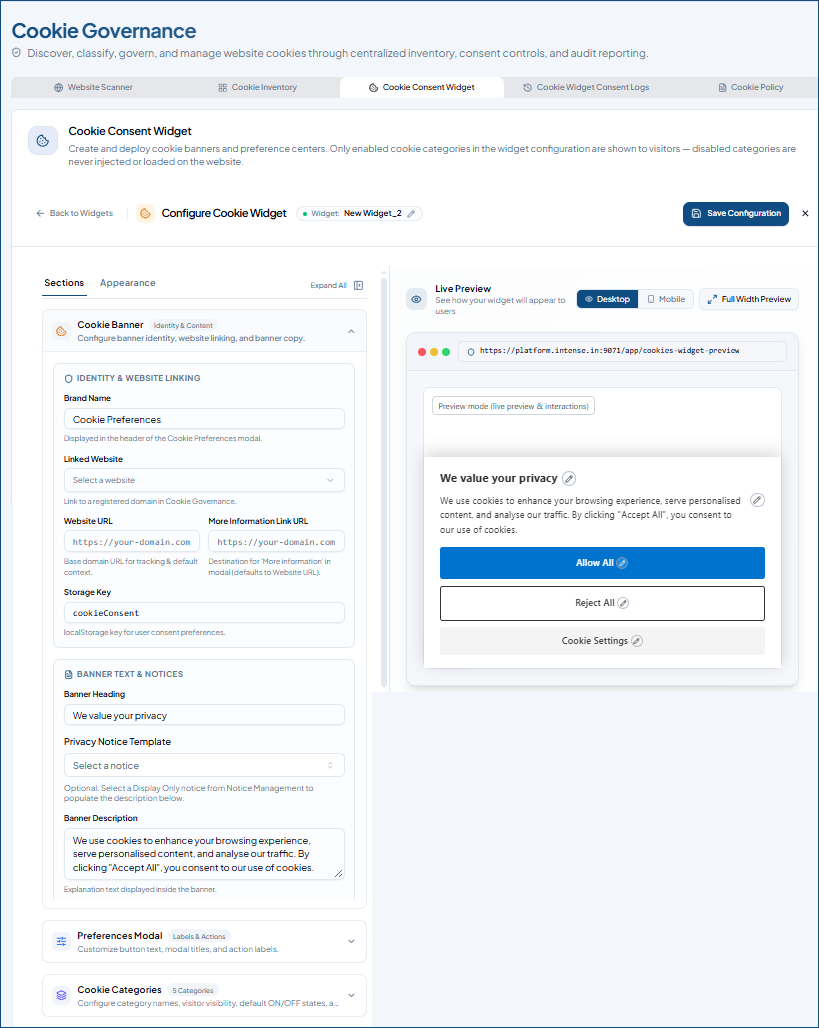 Cookie Governance
Discover, classify, govern, and manage website cookies through centralized inventory, consent controls, and audit reporting.
Website Scanner
Cookie Inventory
Cookie Consent Widget
Cookie Widget Consent Logs
Cookie Policy
Cookie Consent Widget
Create and deploy cookie banners and preference centers. Only enabled cookie categories in the widget configuration are shown to visitors — disabled categories are
never injected or loaded on the website.
Back to Widgets
Configure Cookie Widget
Widget: New Widget_2
Save Configuration
Sections
Appearance
Expand All
Cookie Banner
Identity & Content
Configure banner identity, website linking, and banner copy.
IDENTITY & WEBSITE LINKING
Brand Name
Cookie Preferences
Displayed in the header of the Cookie Preferences modal.
Linked Website
Select a website
Link to a registered domain in Cookie Governance.
Website URL
https://your-domain.com
Base domain URL for tracking & default
context.
More Information Link URL
https://your-domain.com
Destination for 'More information' in
modal (defaults to Website URL).
Storage Key
cookieConsent
localStorage key for user consent preferences.
BANNER TEXT & NOTICES
Banner Heading
We value your privacy
Privacy Notice Template
Select a notice
Optional. Select a Display Only notice from Notice Management to
populate the description below.
Banner Description
We use cookies to enhance your browsing experience,
serve personalised content, and analyse our traffic. By
clicking "Accept All", you consent to our use of cookies.
Explanation text displayed inside the banner.
Preferences Modal
Labels & Actions
Customize button text, modal titles, and action labels.
Cookie Categories
5 Categories
Configure category names, visitor visibility, default ON/OFF states, a...
Live Preview
See how your widget will appear to
users
Desktop
Mobile
Full Width Preview
https://platform.intense.in:9071/app/cookies-widget-preview
Preview mode (live preview & interactions)
We value your privacy
We use cookies to enhance your browsing experience, serve personalised
content, and analyse our traffic. By clicking "Accept All", you consent to
our use of cookies.
Allow All
Reject All
Cookie Settings